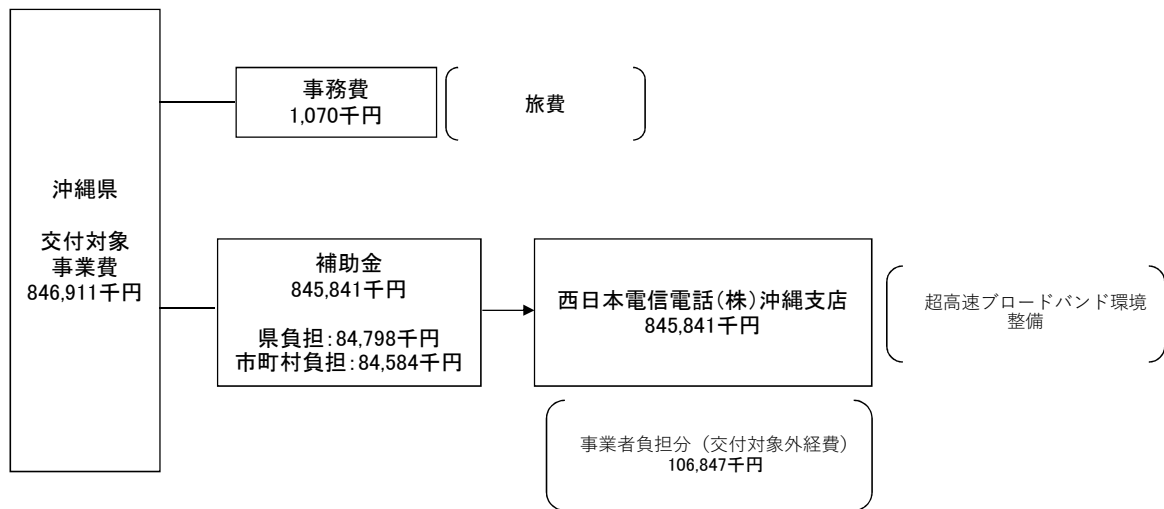 沖縄県
交付対象
事業費
846,911千円
事務費
1,070千円
旅費
補助金
845,841千円
県負担:84,798千円
市町村負担:84,584千円
西日本電信電話(株)沖縄支店
845,841千円
超高速ブロードバンド環境
整備
事業者負担分(交付対象外経費)
106,847千円